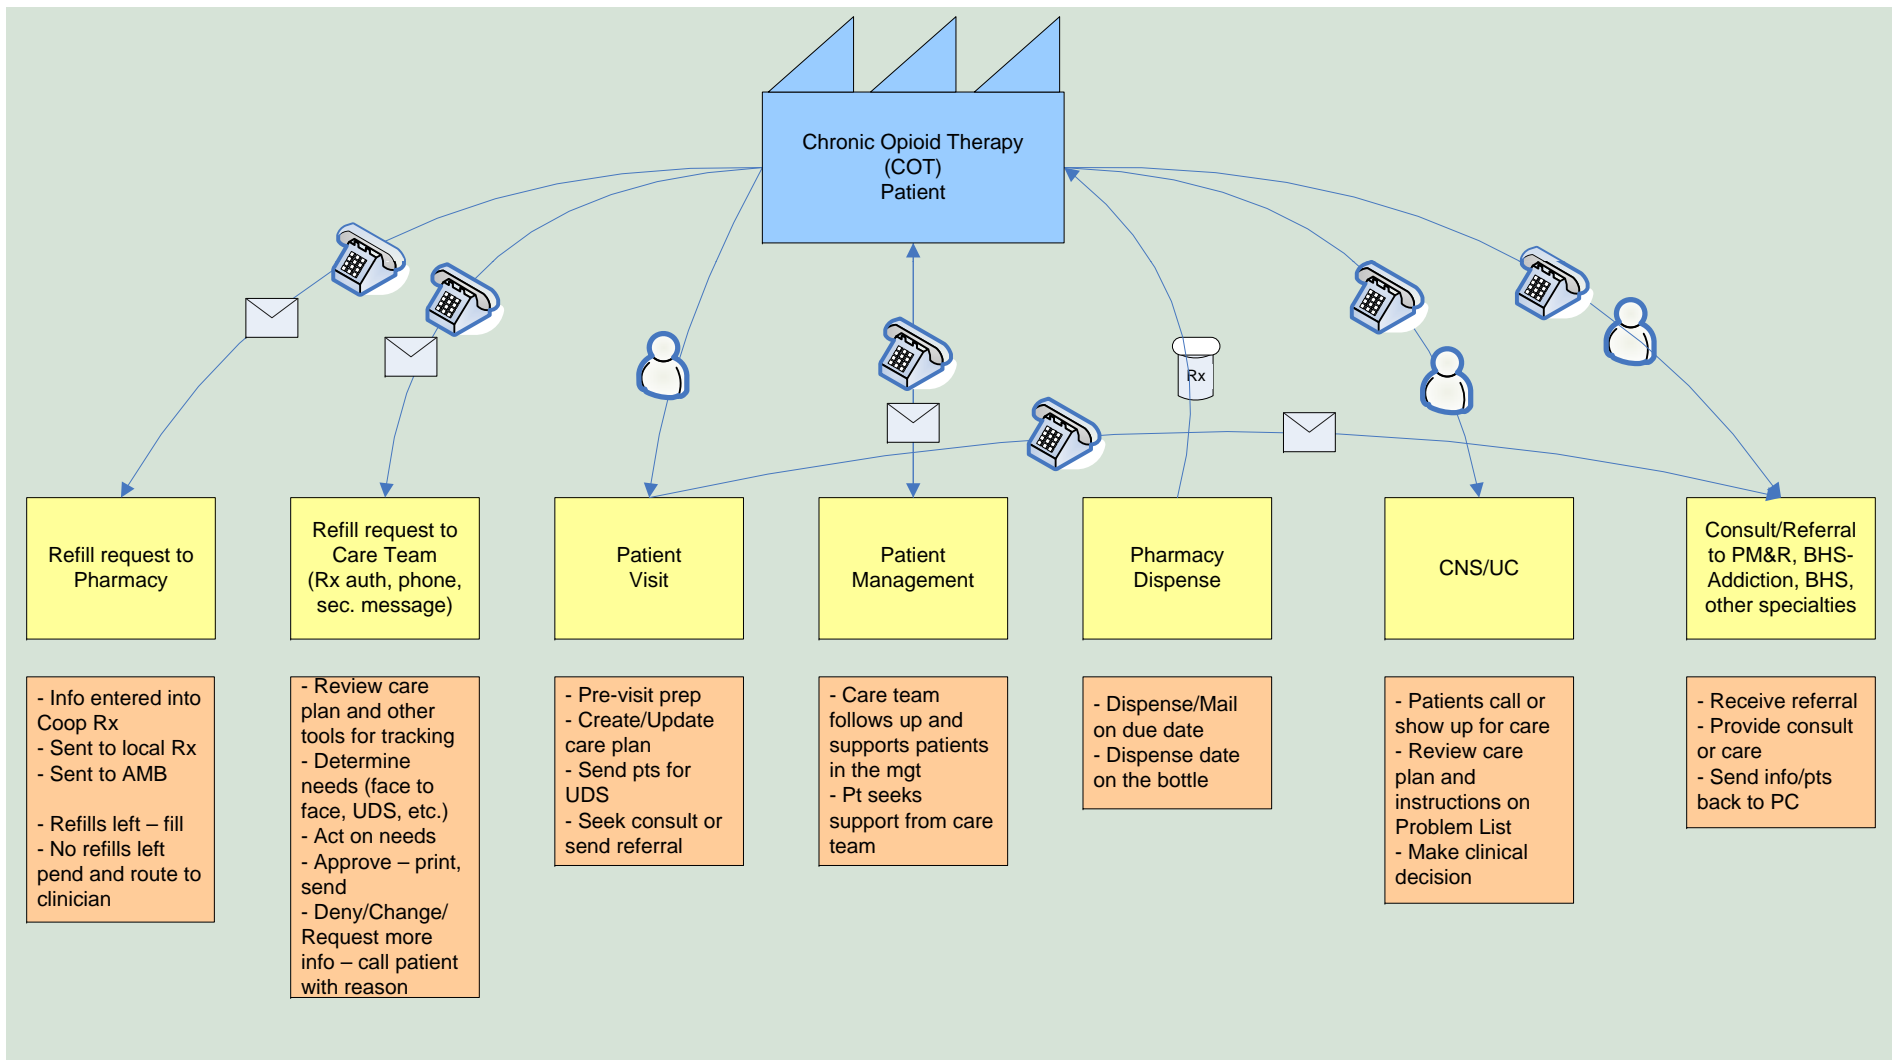 Chronic Opioid Therapy
(COT)
Patient
Rx
Refill request to
Pharmacy
Refill request to
Care Team
(Rx auth, phone,
sec. message)
Patient
Visit
Patient
Management
Pharmacy
Dispense
CNS/UC
Consult/Referral
to PM&R, BHS-
Addiction, BHS,
other specialties
- Info entered into
Coop Rx
- Sent to local Rx
- Sent to AMB
- Refills left – fill
- No refills left
pend and route to
clinician
- Review care
plan and other
tools for tracking
- Determine
needs (face to
face, UDS, etc.)
- Act on needs
- Approve – print,
send
- Deny/Change/
Request more
info – call patient
with reason
- Pre-visit prep
- Create/Update
care plan
- Send pts for
UDS
- Seek consult or
send referral
- Care team
follows up and
supports patients
in the mgt
- Pt seeks
support from care
team
- Dispense/Mail
on due date
- Dispense date
on the bottle
- Patients call or
show up for care
- Review care
plan and
instructions on
Problem List
- Make clinical
decision
- Receive referral
- Provide consult
or care
- Send info/pts
back to PC